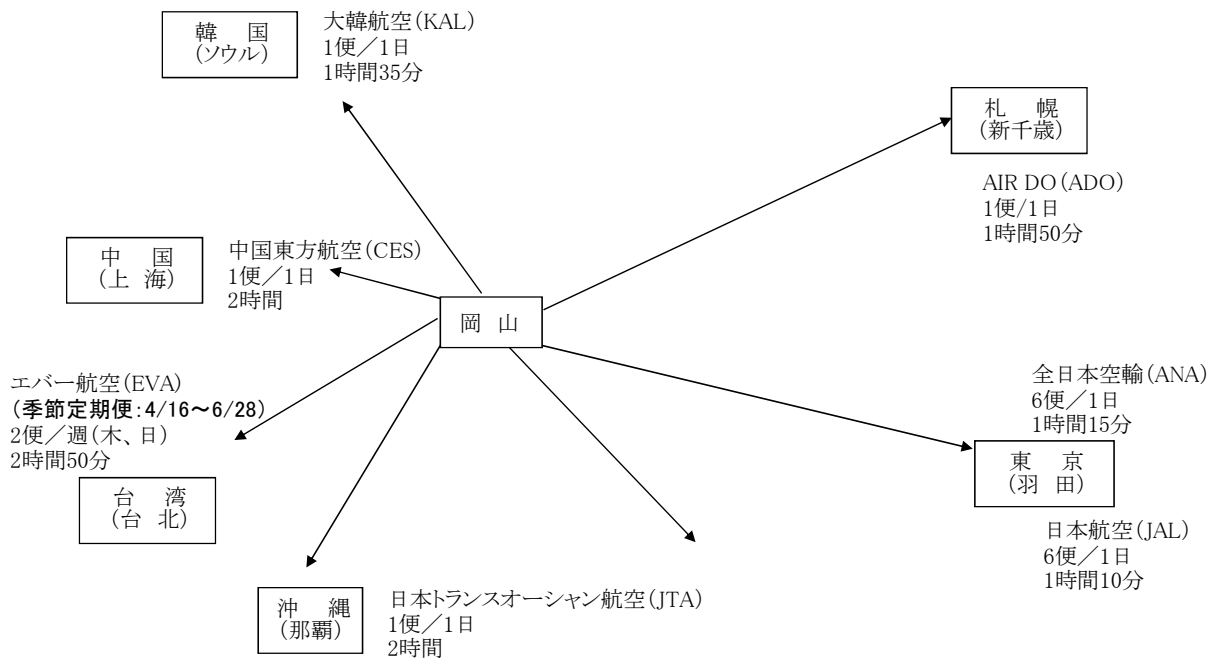 韓　国
(ソウル)
大韓航空(KAL)
1便／1日
1時間35分
札　幌
(新千歳)
AIR DO(ADO)
1便/1日
1時間50分
中　国
(上 海)
中国東方航空(CES)
1便／1日
2時間
岡 山
エバー航空(EVA)
(季節定期便:4/16～6/28)
2便／週(木、日)
2時間50分
台　湾
(台 北)
全日本空輸(ANA)
6便／1日
1時間15分
東　京
(羽 田)
日本航空(JAL)
6便／1日
1時間10分
沖　縄
(那覇)
日本トランスオーシャン航空(JTA)
1便／1日
2時間